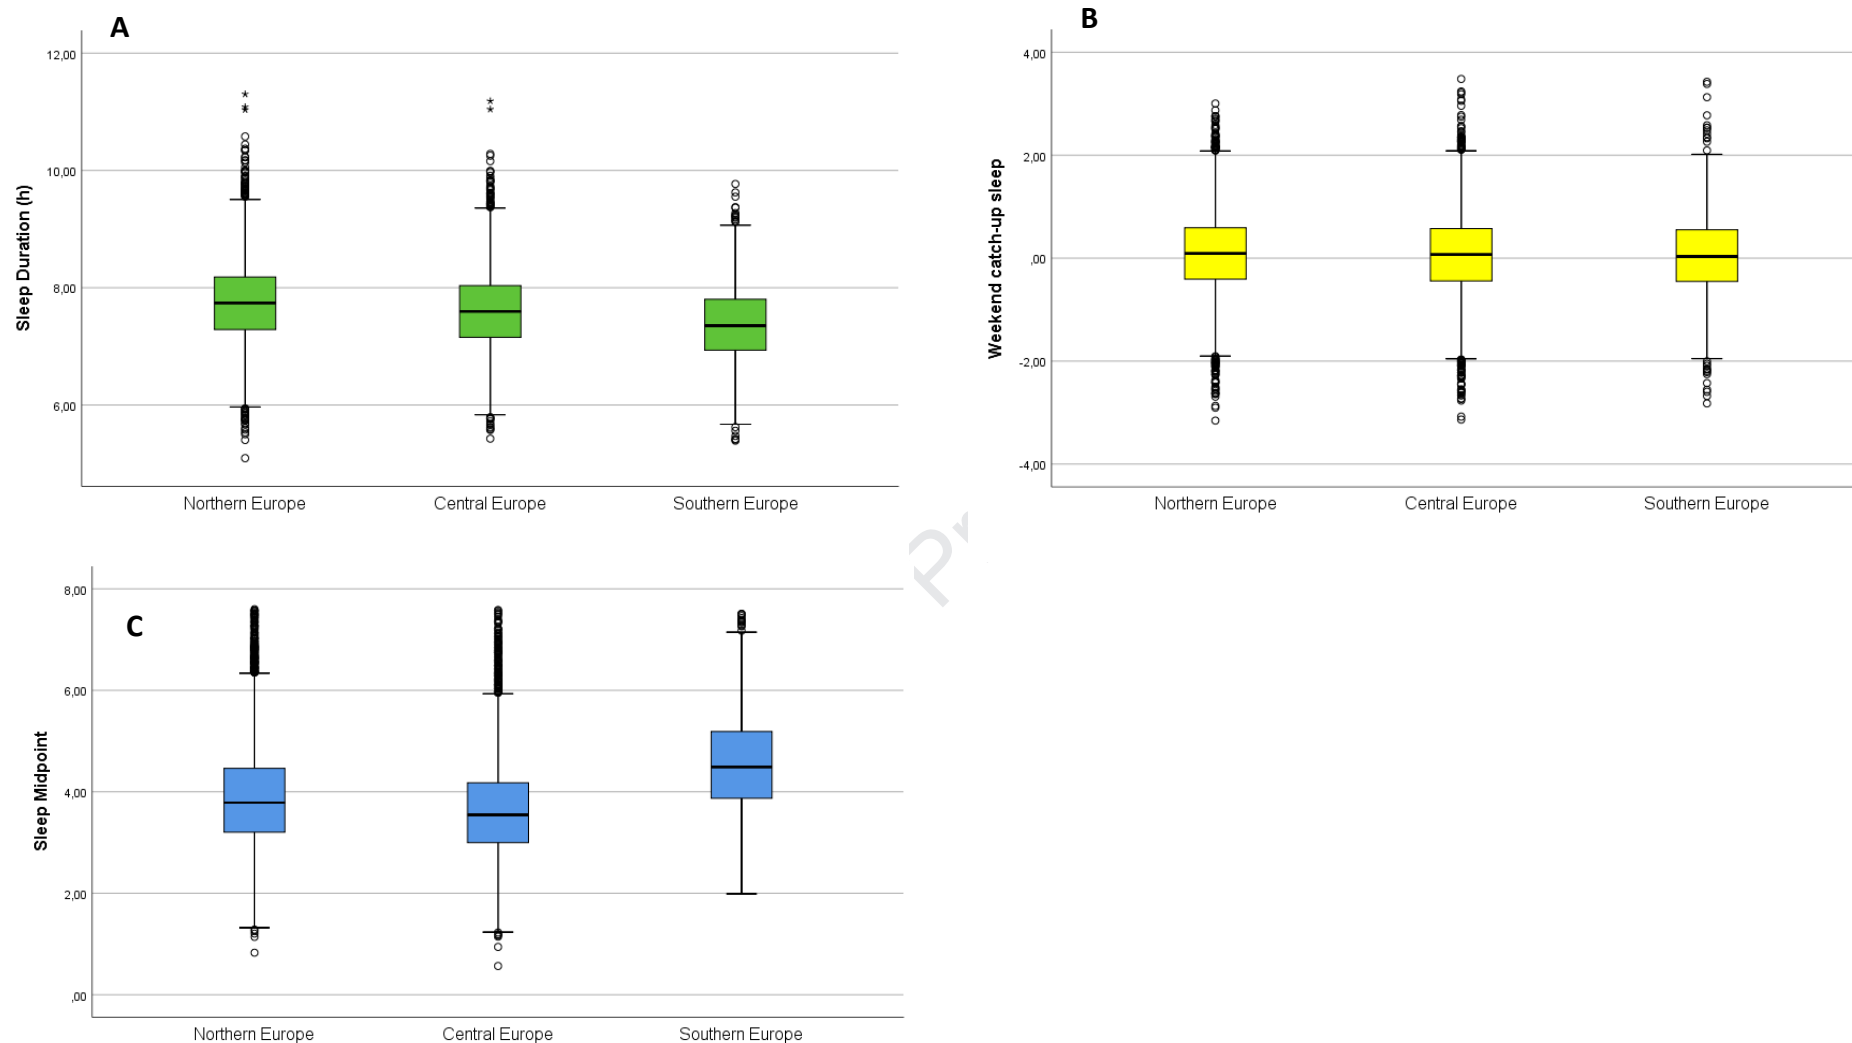 A
12,00
10,00
8,00
6,00
Sleep Duration (h)
Northern Europe Central Europe Southern Europe
B
4,00
2,00
,00
-2,00
-4,00
Weekend catch-up sleep
Northern Europe Central Europe Southern Europe
Pr
C
8,00
6,00
4,00
2,00
,00
Sleep Midpoint
Northern Europe Central Europe Southern Europe